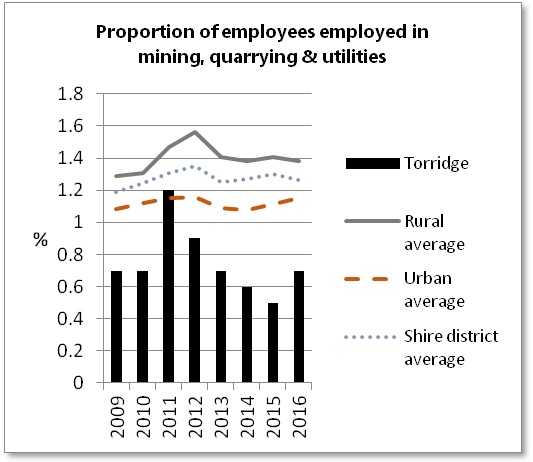 Proportion of employees employed in
mining, quarrying & utilities
1.8
1.6
1.4
1.2
1
0.8
0.6
0.4
0.2
0
%
2009
2010
2011
2012
2013
2014
2015
2016
Torridge
Rural
average
Urban
average
Shire district
average